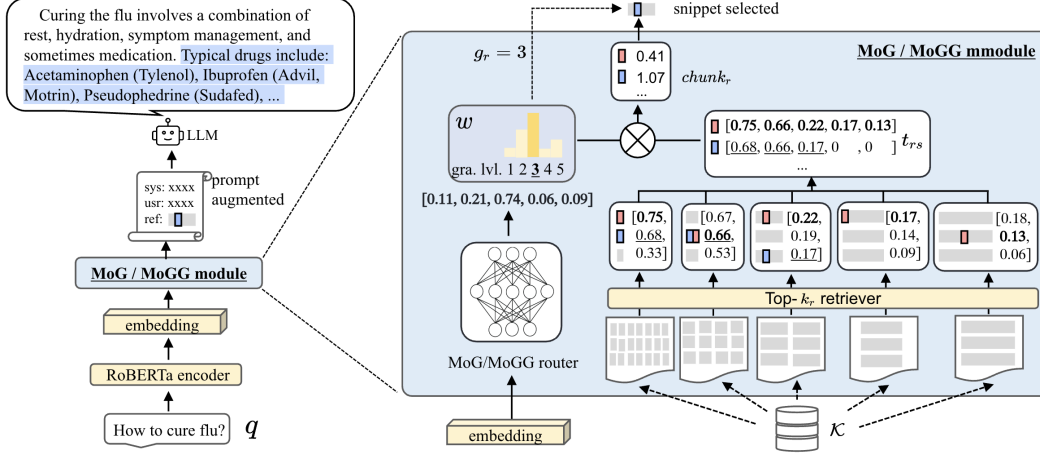 Curing the flu involves a combination of
rest, hydration, symptom management, and
sometimes medication. Typical drugs include:
Acetaminophen (Tylenol), Ibuprofen (Advil,
Motrin), Pseudophedrine (Sudafed), ...
LLM
sys: xxxx
usr: xxxx
ref:
prompt
augmented
MoG / MoGG module
embedding
RoBERTa encoder
How to cure flu?
q
snippet selected
MoG / MoGG mmodule
g_r = 3
0.41
1.07
...
chunk_r
w
gra. lvl. 1 2 3 4 5
[0.11, 0.21, 0.74, 0.06, 0.09]
[0.75, 0.66, 0.22, 0.17, 0.13]
[0.68, 0.66, 0.17, 0 , 0 ]
...
t_rs
[0.75,
0.68,
0.33]
[0.67,
0.66,
0.53]
[0.22,
0.19,
0.17]
[0.17,
0.14,
0.09]
[0.18,
0.13,
0.06]
Top- k_r retriever
MoG/MoGG router
embedding
K